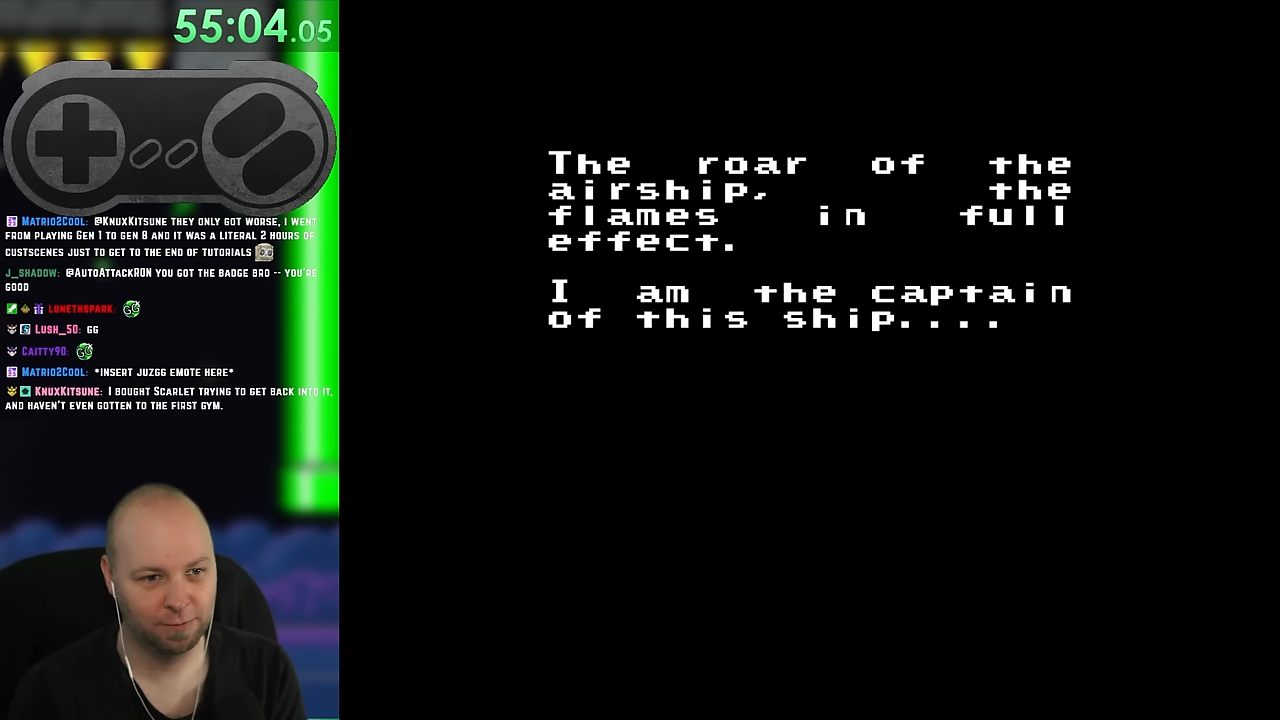 55:04.05
Matrio2Cool: @KnuxKitsune they only got worse, I went
from playing Gen 1 to gen 8 and it was a literal 2 hours of
custscenes just to get to the end of tutorials
J_Shadow: @AutoAttackRON you got the badge bro -- you're
good
LunethSpark: GG
Lush_50: GG
Caitty90: GG
Matrio2Cool: *insert juzGG emote here*
KnuxKitsune: I bought Scarlet trying to get back into it,
and haven't even gotten to the first gym.
The roar of the
airship, the
flames in full
effect.
I am the captain
of this ship....